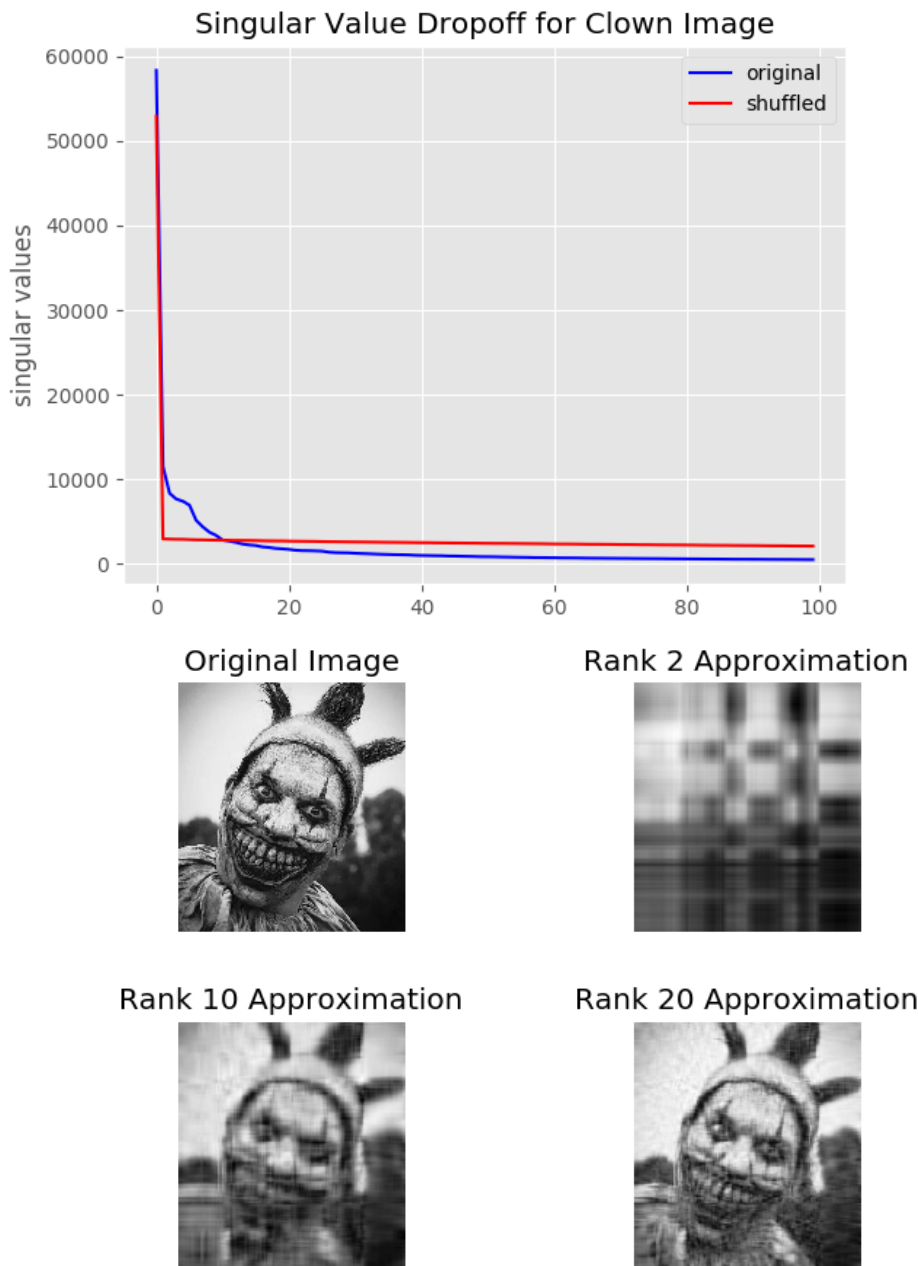 Singular Value Dropoff for Clown Image
60000
original
shuffled
50000
40000
30000
20000
10000
0
singular values
0 20 40 60 80 100
Original Image Rank 2 Approximation
Rank 10 Approximation Rank 20 Approximation